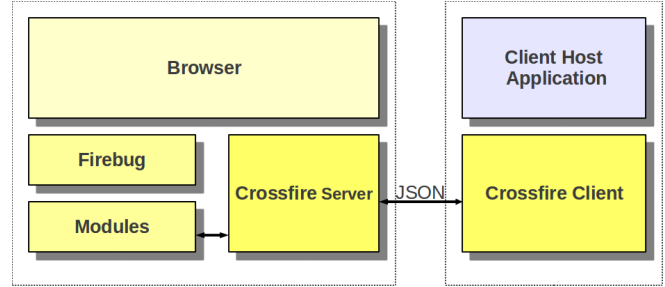 Browser
Client Host
Application
Firebug
Modules
Crossfire Server
JSON
Crossfire Client